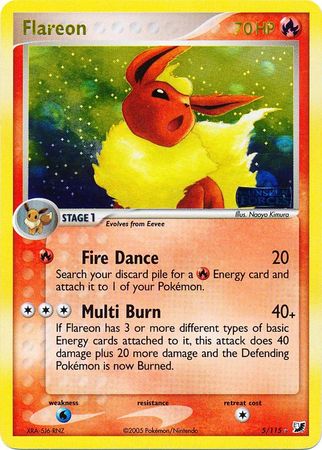 Flareon 70 HP
Illus. Naoyo Kimura
STAGE 1
Evolves from Eevee
Fire Dance 20
Search your discard pile for a Energy card and
attach it to 1 of your Pokémon.
Multi Burn 40+
If Flareon has 3 or more different types of basic
Energy cards attached to it, this attack does 40
damage plus 20 more damage and the Defending
Pokémon is now Burned.
weakness resistance retreat cost
XRA-5J6-RNZ ©2005 Pokémon/Nintendo 5/115